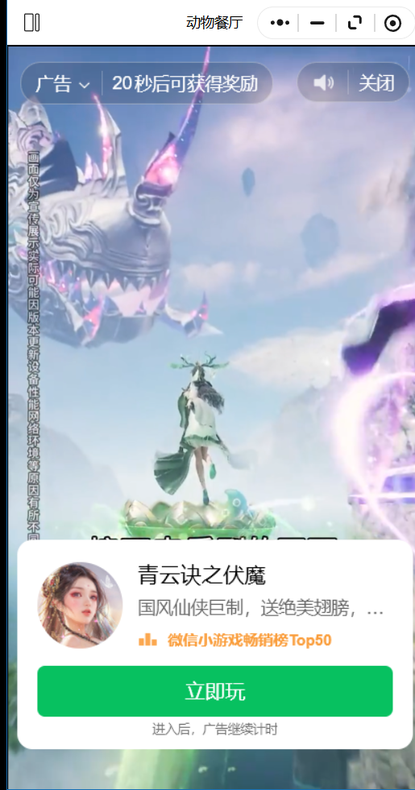 动物餐厅
广告
20秒后可获得奖励
关闭
画面仅为宣传展示实际可能因版本更新设备性能网络环境等原因有所不同
青云诀之伏魔
国风仙侠巨制，送绝美翅膀，...
微信小游戏畅销榜Top50
立即玩
进入后，广告继续计时